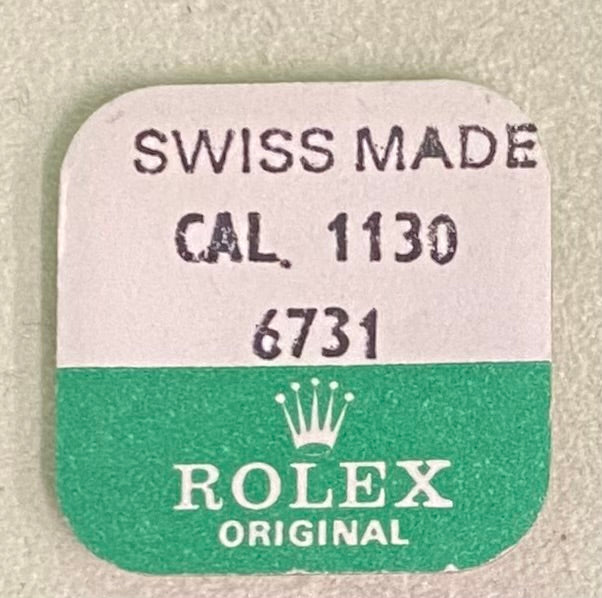 SWISS MADE
CAL. 1130
6731
ROLEX
ORIGINAL